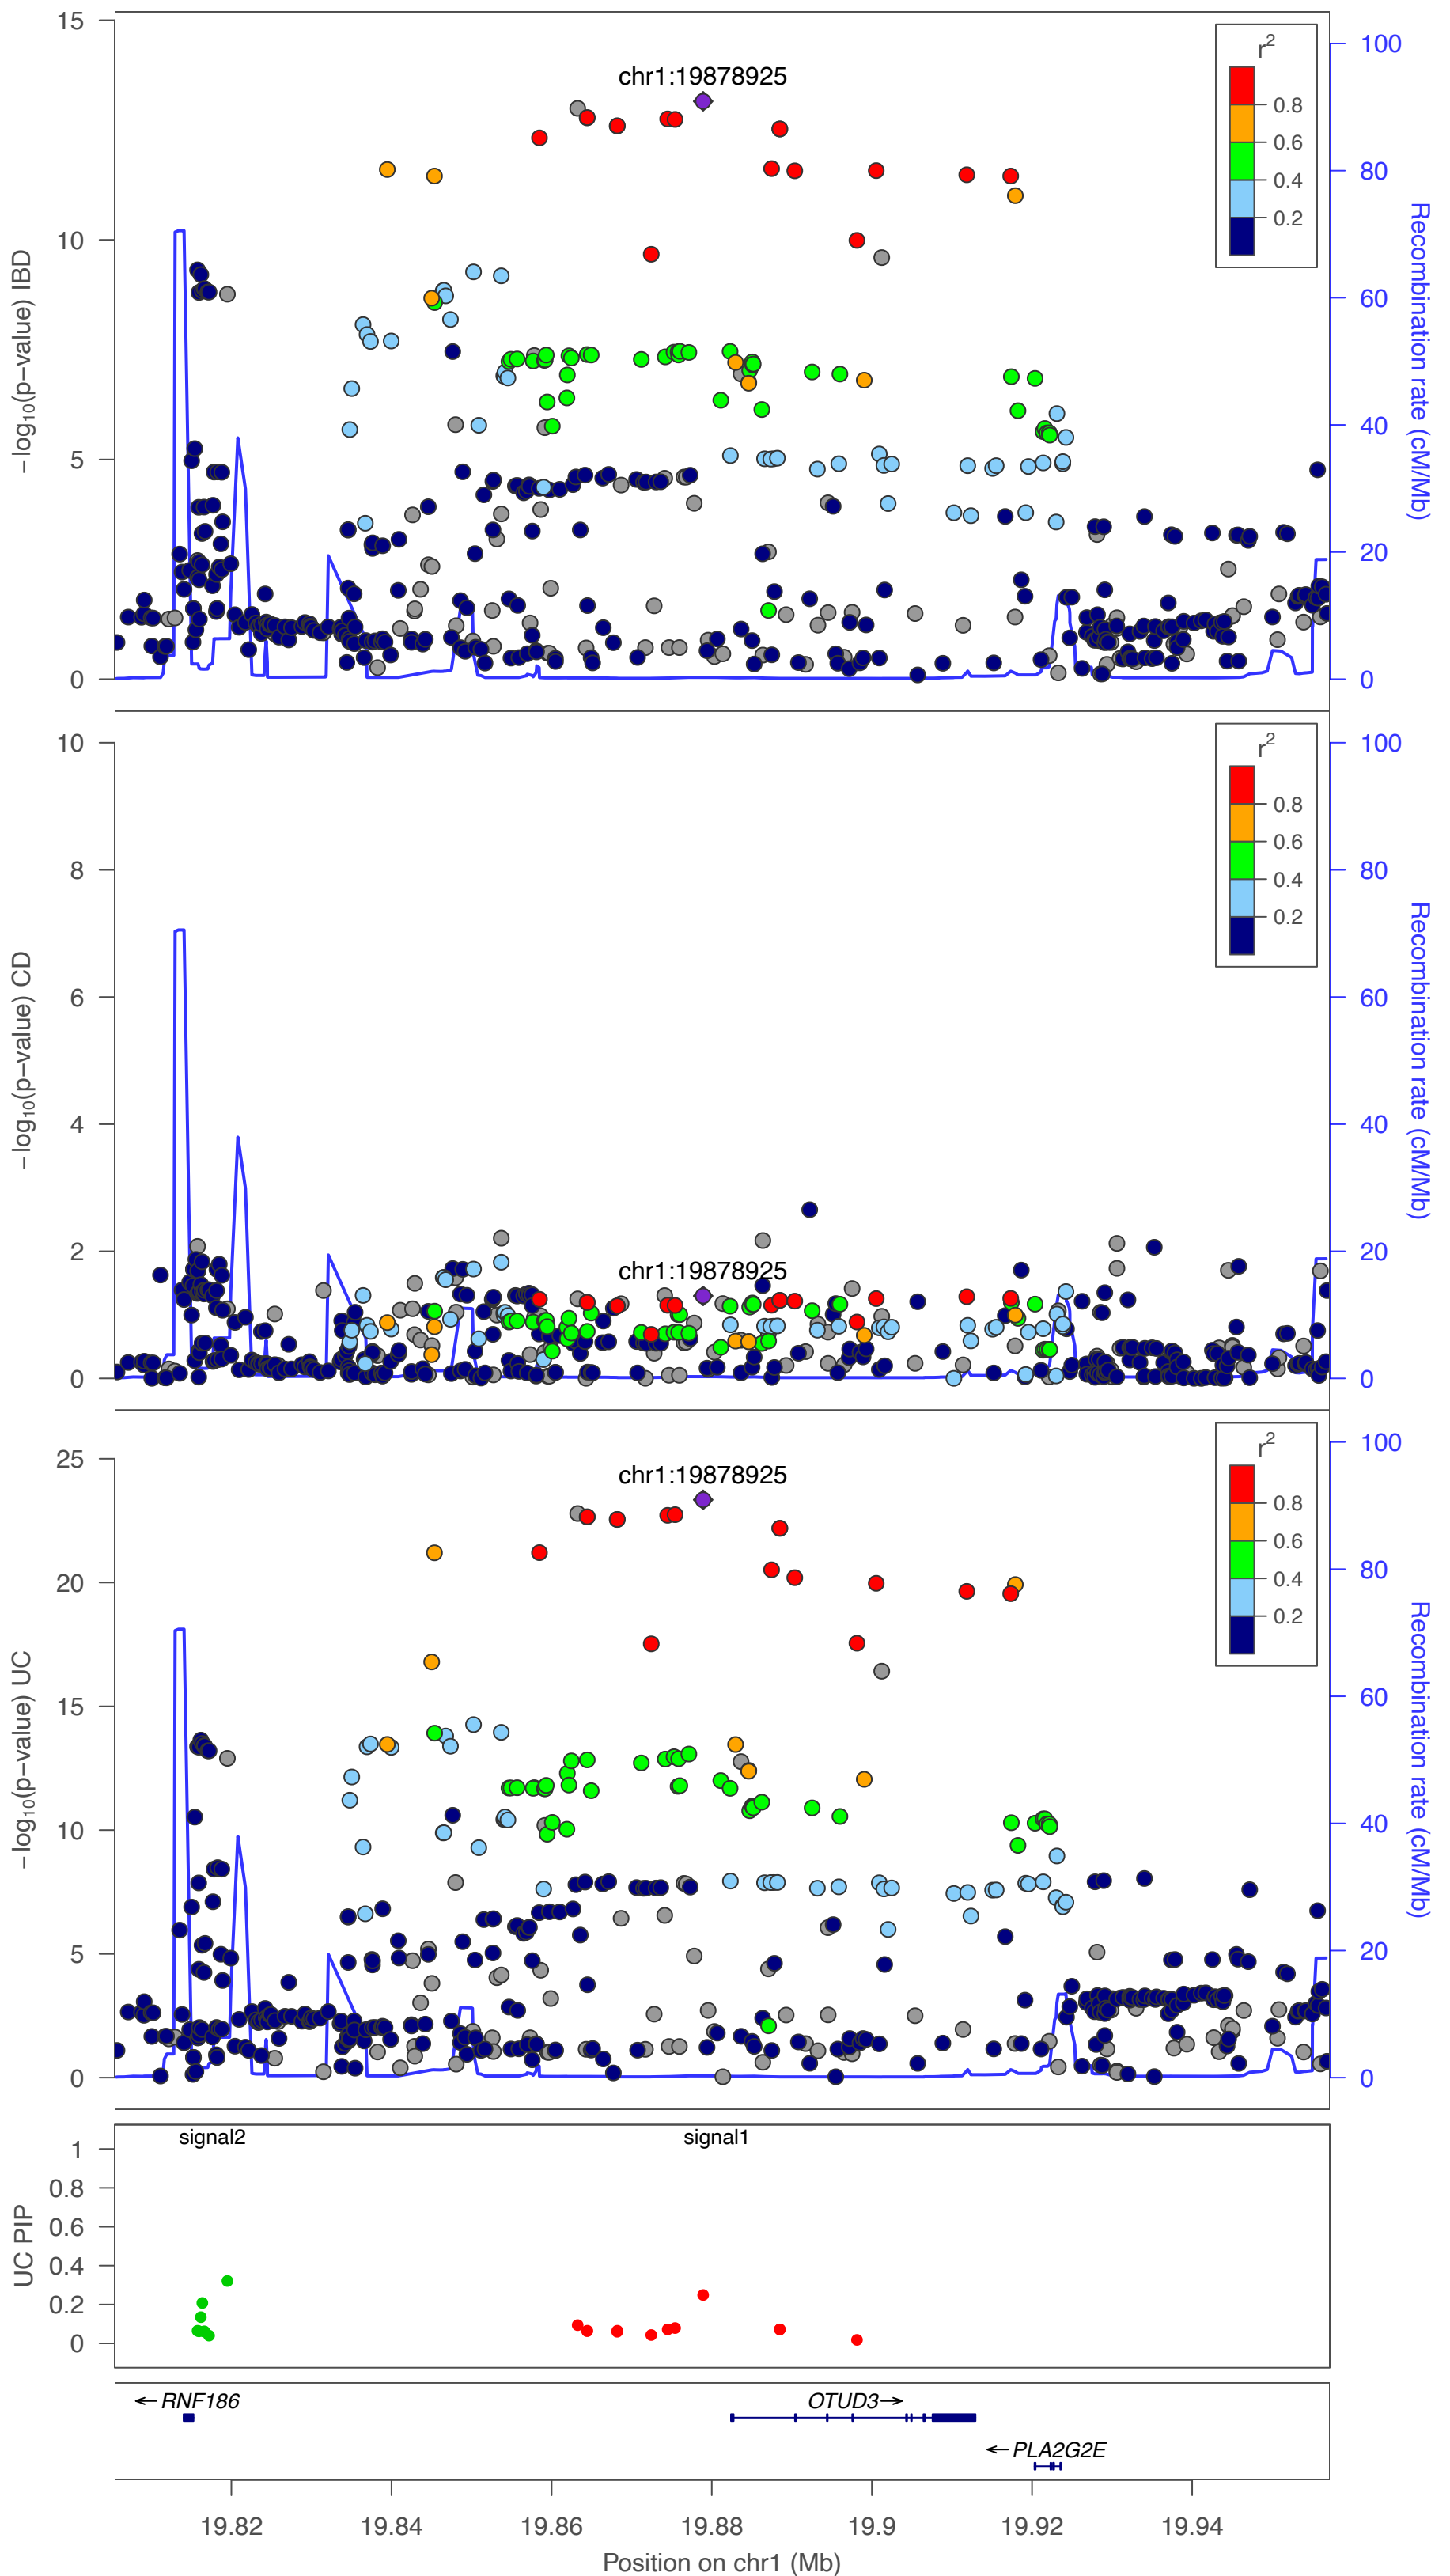 −log10(p−value) IBD
15
10
5
0
chr1:19878925
r2
0.8
0.6
0.4
0.2
100
80
60
40
20
0
Recombination rate (cM/Mb)
−log10(p−value) CD
10
8
6
4
2
0
chr1:19878925
r2
0.8
0.6
0.4
0.2
100
80
60
40
20
0
Recombination rate (cM/Mb)
−log10(p−value) UC
25
20
15
10
5
0
chr1:19878925
r2
0.8
0.6
0.4
0.2
100
80
60
40
20
0
Recombination rate (cM/Mb)
UC PIP
1
0.8
0.6
0.4
0.2
0
signal2 signal1
←RNF186 OTUD3→
←PLA2G2E
19.82 19.84 19.86 19.88 19.9 19.92 19.94
Position on chr1 (Mb)